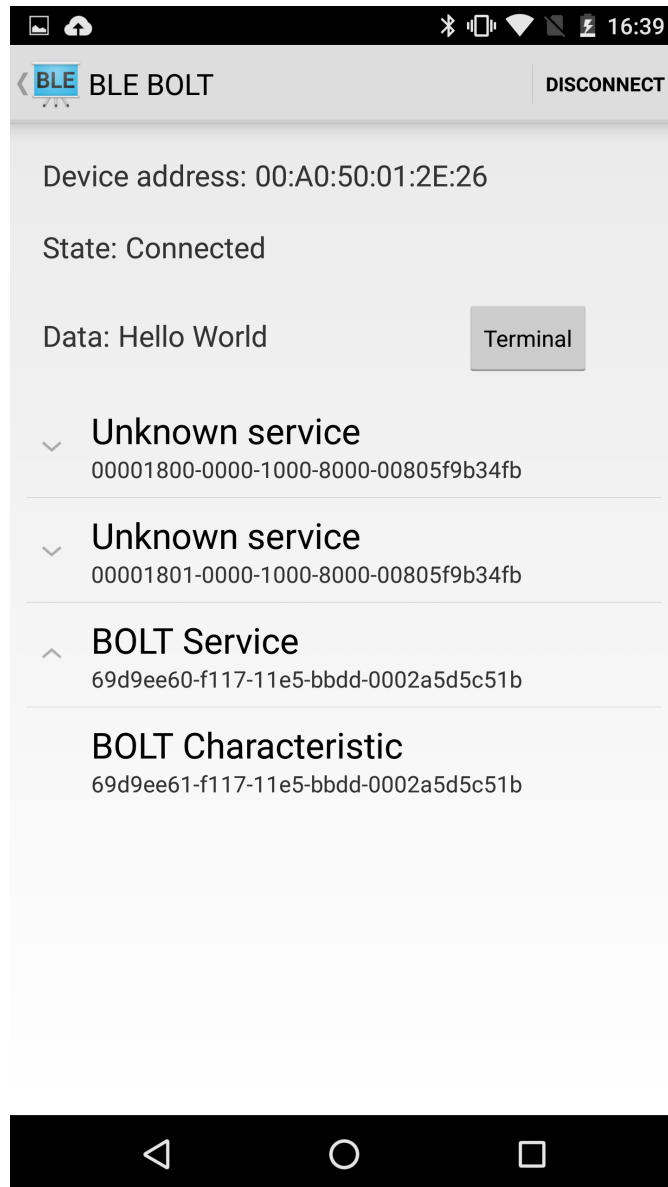 16:39
BLE BLE BOLT DISCONNECT
Device address: 00:A0:50:01:2E:26
State: Connected
Data: Hello World Terminal
Unknown service
00001800-0000-1000-8000-00805f9b34fb
Unknown service
00001801-0000-1000-8000-00805f9b34fb
BOLT Service
69d9ee60-f117-11e5-bbdd-0002a5d5c51b
BOLT Characteristic
69d9ee61-f117-11e5-bbdd-0002a5d5c51b